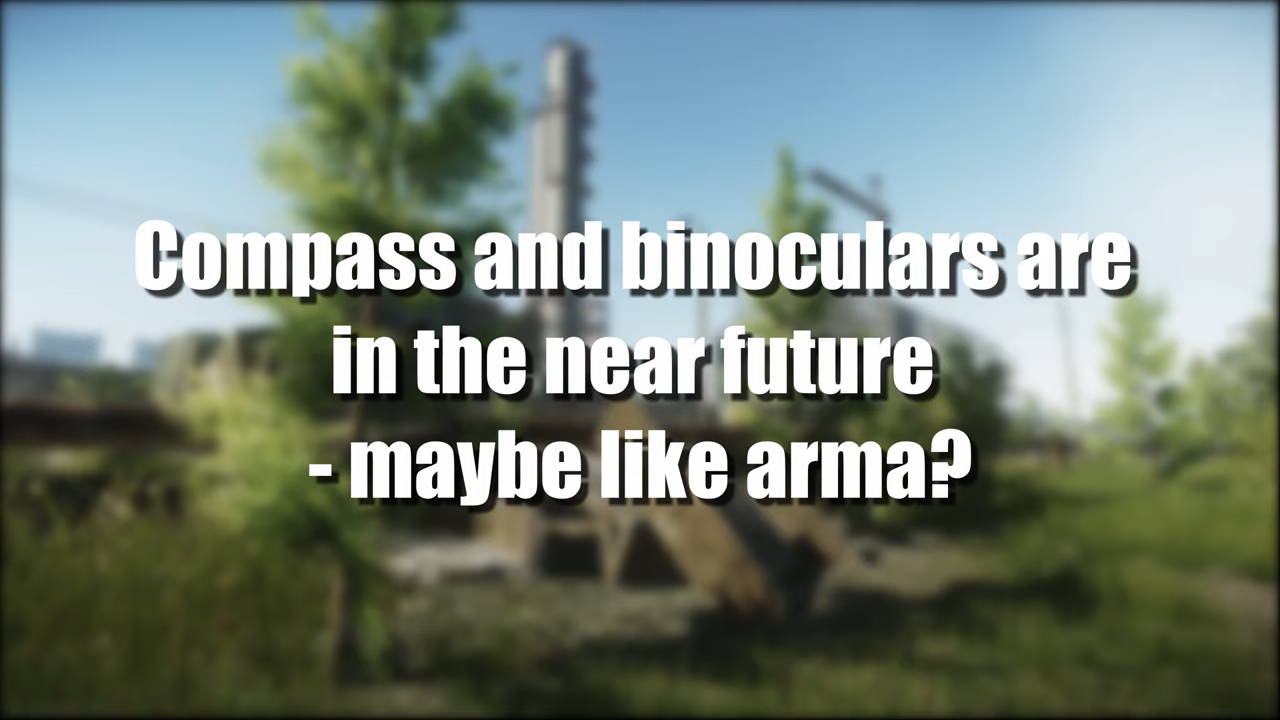 Compass and binoculars are
in the near future
- maybe like arma?